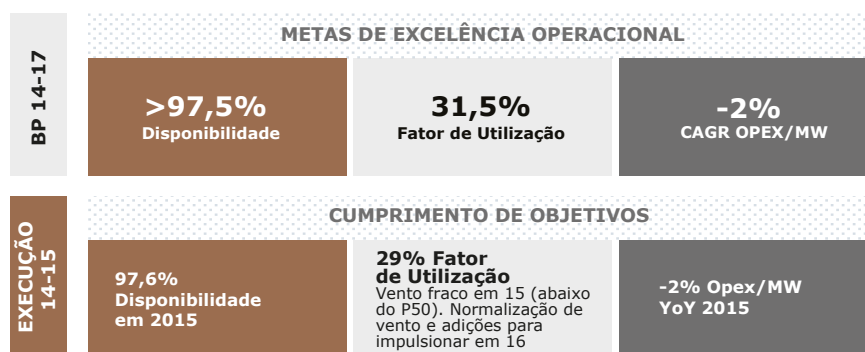 BP 14-17
METAS DE EXCELÊNCIA OPERACIONAL
>97,5%
Disponibilidade
31,5%
Fator de Utilização
-2%
CAGR OPEX/MW
EXECUÇÃO
14-15
CUMPRIMENTO DE OBJETIVOS
97,6%
Disponibilidade
em 2015
29% Fator
de Utilização
Vento fraco em 15 (abaixo
do P50). Normalização de
vento e adições para
impulsionar em 16
-2% Opex/MW
YoY 2015